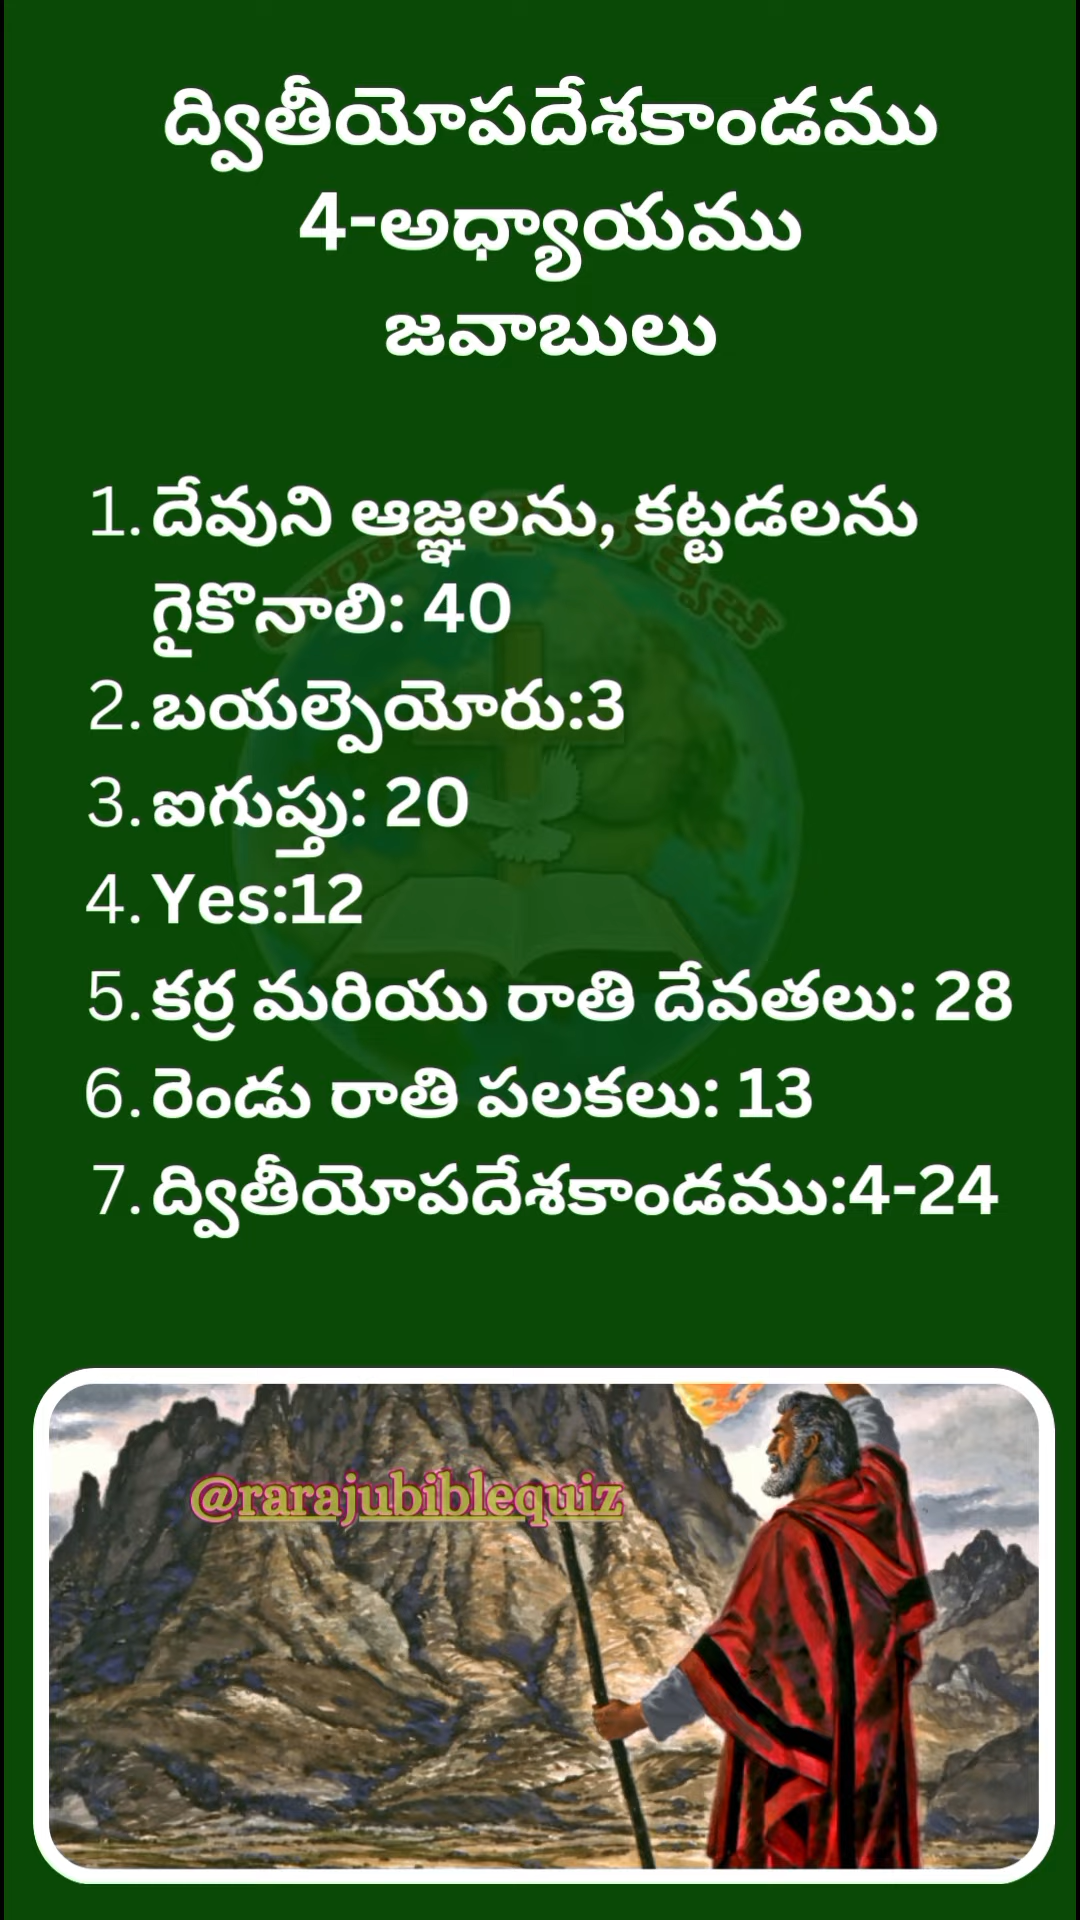 ద్వితీయోపదేశకాండము
4-అధ్యాయము
జవాబులు
1. దేవుని ఆజ్ఞలను, కట్టడలను
గైకొనాలి: 40
2. బయల్పెయోరు:3
3. ఐగుప్తు: 20
4. Yes:12
5. కర్ర మరియు రాతి దేవతలు: 28
6. రెండు రాతి పలకలు: 13
7. ద్వితీయోపదేశకాండము:4-24
@rarajubiblequiz